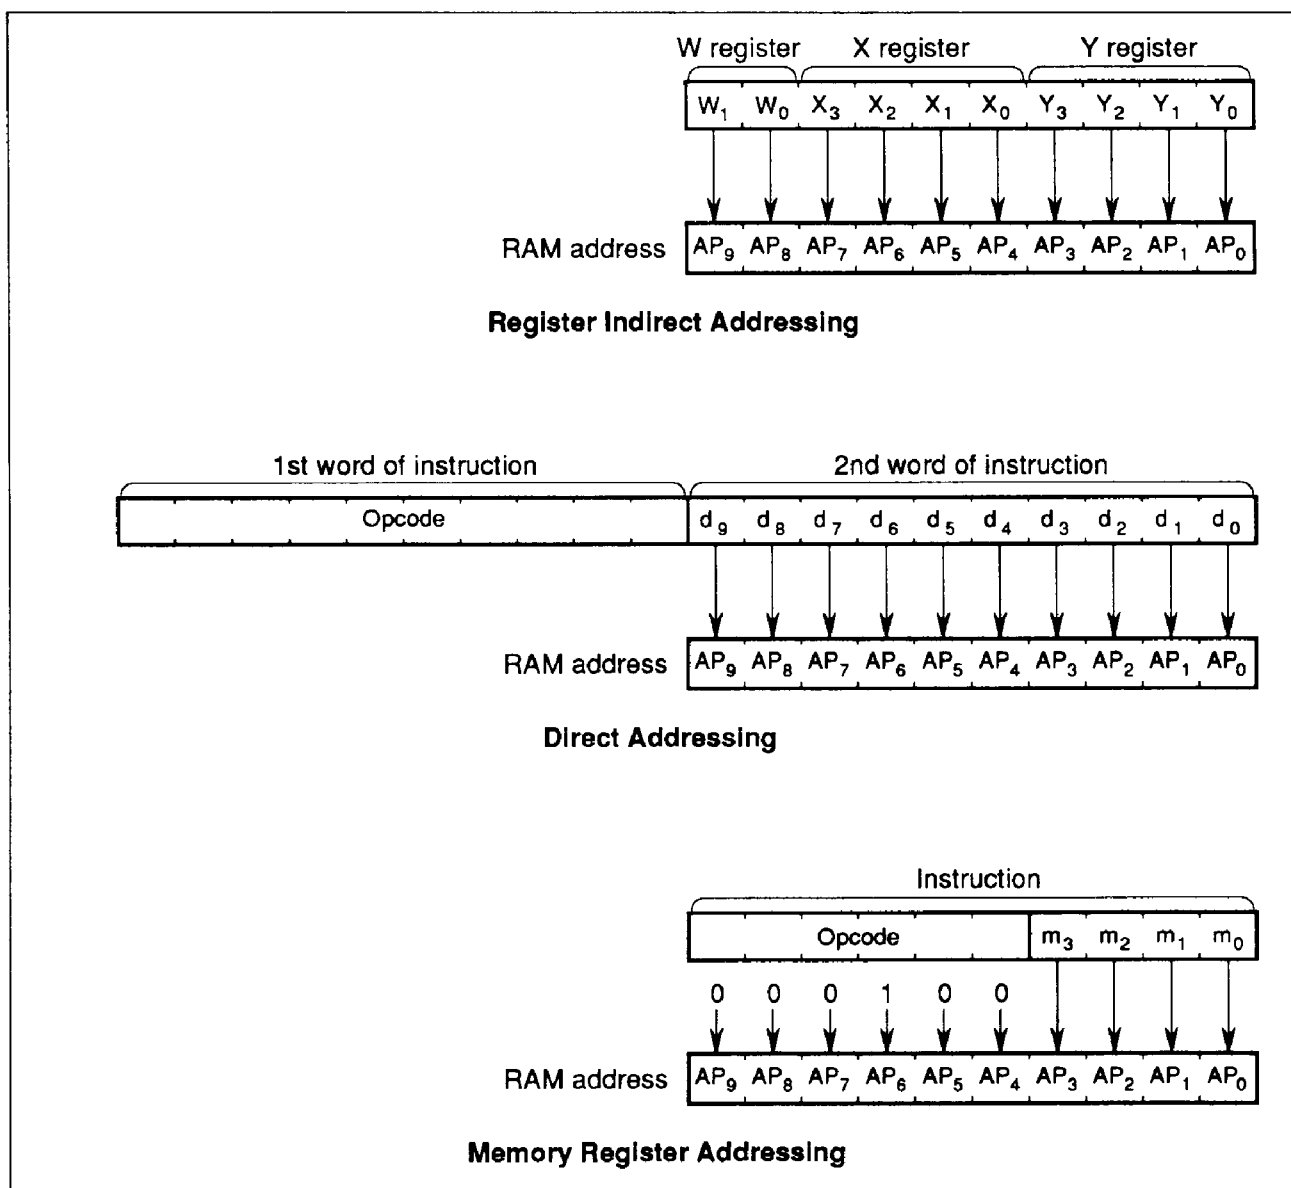 W register X register Y register
W1 W0 X3 X2 X1 X0 Y3 Y2 Y1 Y0
RAM address AP9 AP8 AP7 AP6 AP5 AP4 AP3 AP2 AP1 AP0
Register Indirect Addressing
1st word of instruction 2nd word of instruction
Opcode d9 d8 d7 d6 d5 d4 d3 d2 d1 d0
RAM address AP9 AP8 AP7 AP6 AP5 AP4 AP3 AP2 AP1 AP0
Direct Addressing
Instruction
Opcode m3 m2 m1 m0
0 0 0 1 0 0
RAM address AP9 AP8 AP7 AP6 AP5 AP4 AP3 AP2 AP1 AP0
Memory Register Addressing